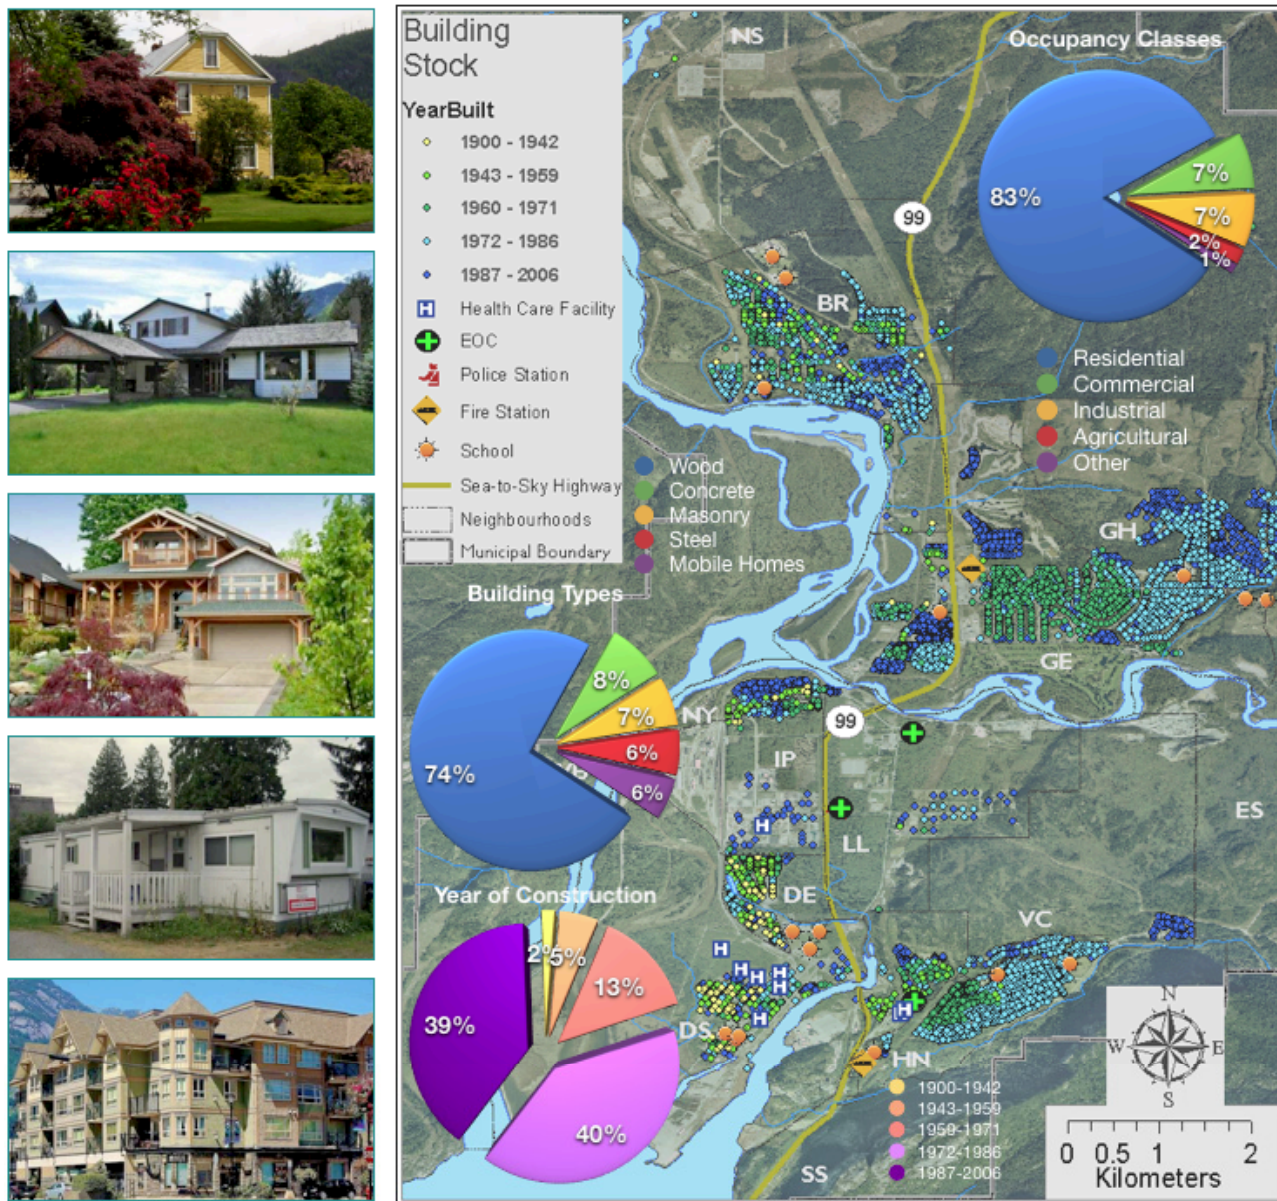 Building
Stock
YearBuilt
1900 - 1942
1943 - 1959
1960 - 1971
1972 - 1986
1987 - 2006
H Health Care Facility
EOC
Police Station
Fire Station
School
Sea-to-Sky Highway
Neighbourhoods
Municipal Boundary
NS
Occupancy Classes
83%
7%
7%
2%
1%
99
BR
Residential
Commercial
Industrial
Agricultural
Other
Wood
Concrete
Masonry
Steel
Mobile Homes
GH
Building Types
8%
7%
6%
6%
74%
GE
NY
99
IP
H
LL
ES
DE
VC
Year of Construction
2%
5%
13%
39%
40%
H
H
H
H
H
H
H
DS
HN
1900-1942
1943-1959
1959-1971
1972-1986
1987-2006
SS
N
W E
S
0 0.5 1 2
Kilometers